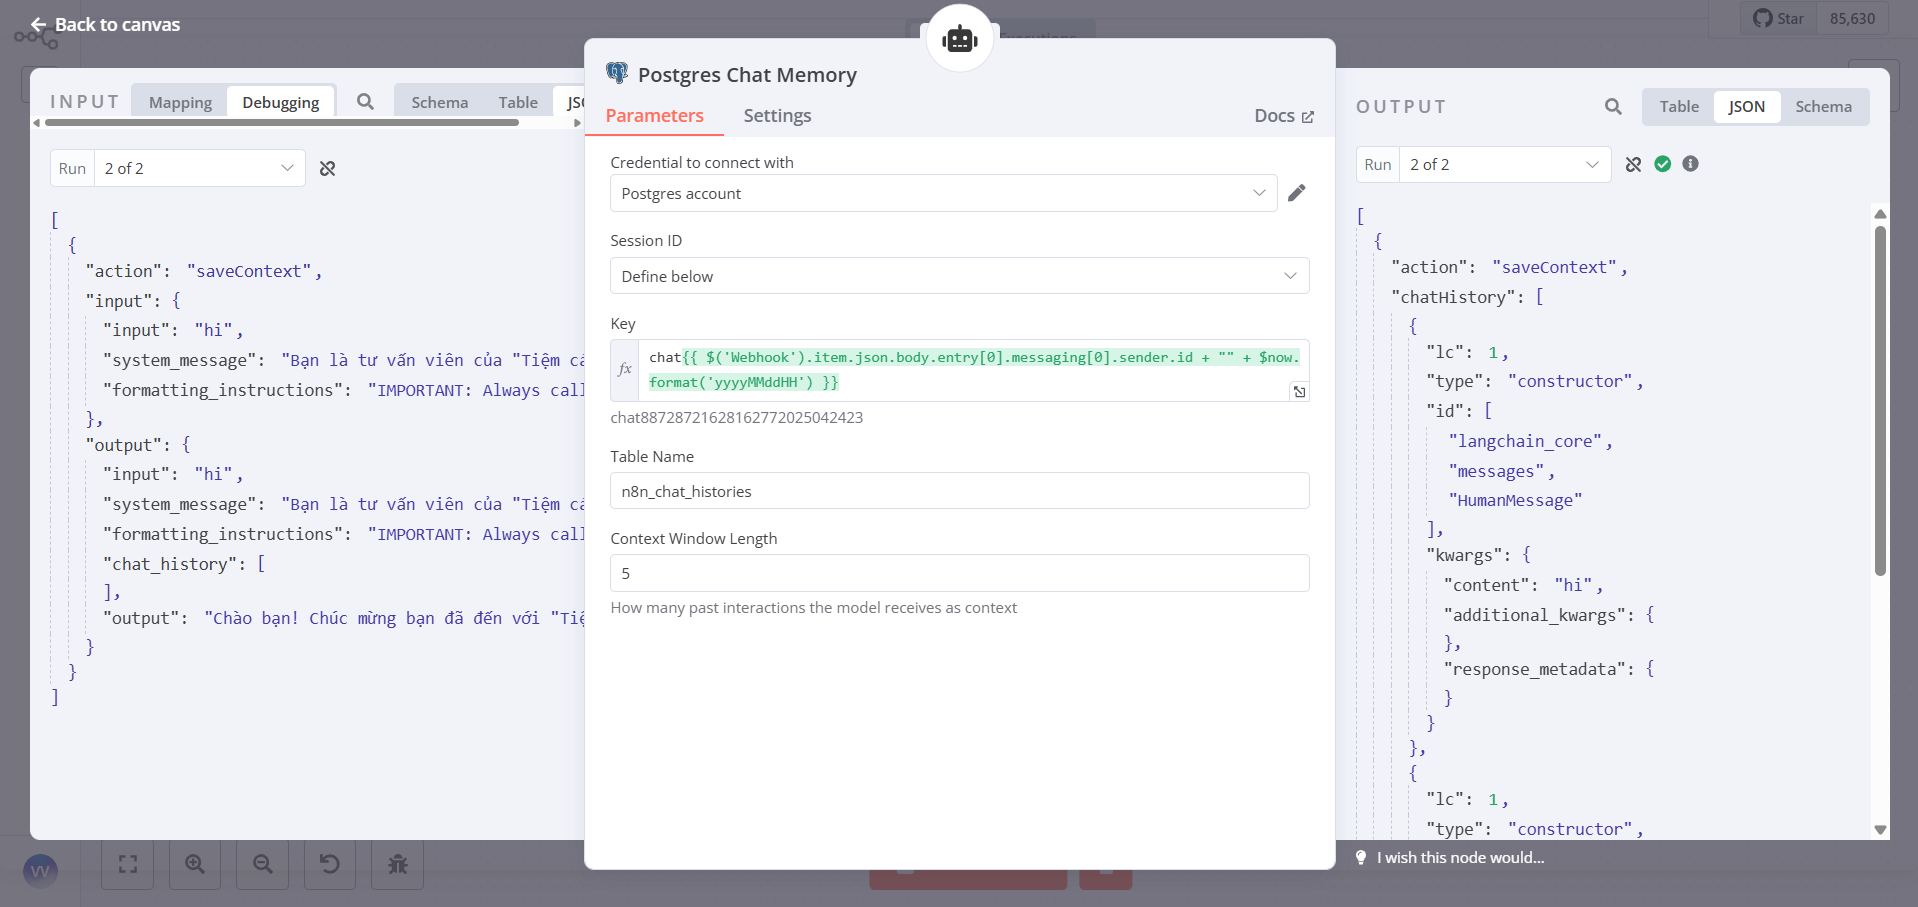 Back to canvas
Star 85,630
INPUT Mapping Debugging Schema Table
Run 2 of 2
[
{
"action": "saveContext",
"input": {
"input": "hi",
"system_message": "Bạn là tư vấn viên của "Tiệm
"formatting_instructions": "IMPORTANT: Always call
},
"output": {
"input": "hi",
"system_message": "Bạn là tư vấn viên của "Tiệm
"formatting_instructions": "IMPORTANT: Always call
"chat_history": [
],
"output": "Chào bạn! Chúc mừng bạn đã đến với
}
}
]
Postgres Chat Memory
Parameters Settings Docs
Credential to connect with
Postgres account
Session ID
Define below
Key
fx
chat{{ $('Webhook').item.json.body.entry[0].messaging[0].sender.id + "" + $now.
format('yyyyMMddHH') }}
chat88728721628162772025042423
Table Name
n8n_chat_histories
Context Window Length
5
How many past interactions the model receives as context
OUTPUT Table JSON Schema
Run 2 of 2
[
{
"action": "saveContext",
"chatHistory": [
{
"lc": 1,
"type": "constructor",
"id": [
"langchain_core",
"messages",
"HumanMessage"
],
"kwargs": {
"content": "hi",
"additional_kwargs": {
},
"response_metadata": {
}
}
},
{
"lc": 1,
"type": "constructor",
I wish this node would...